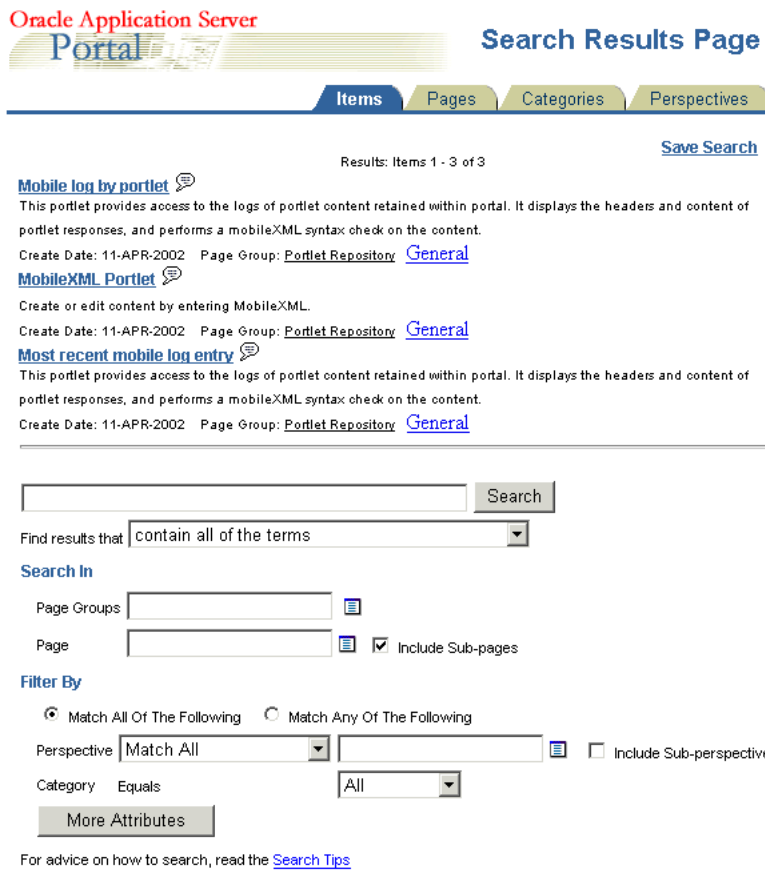 Oracle Application Server
Portal
Search Results Page
Items Pages Categories Perspectives
Save Search
Results: Items 1 - 3 of 3
Mobile log by portlet
This portlet provides access to the logs of portlet content retained within portal. It displays the headers and content of
portlet responses, and performs a mobileXML syntax check on the content.
Create Date: 11-APR-2002 Page Group: Portlet Repository General
MobileXML Portlet
Create or edit content by entering MobileXML.
Create Date: 11-APR-2002 Page Group: Portlet Repository General
Most recent mobile log entry
This portlet provides access to the logs of portlet content retained within portal. It displays the headers and content of
portlet responses, and performs a mobileXML syntax check on the content.
Create Date: 11-APR-2002 Page Group: Portlet Repository General
Search
Find results that contain all of the terms
Search In
Page Groups
Page Include Sub-pages
Filter By
Match All Of The Following Match Any Of The Following
Perspective Match All Include Sub-perspective
Category Equals All
More Attributes
For advice on how to search, read the Search Tips